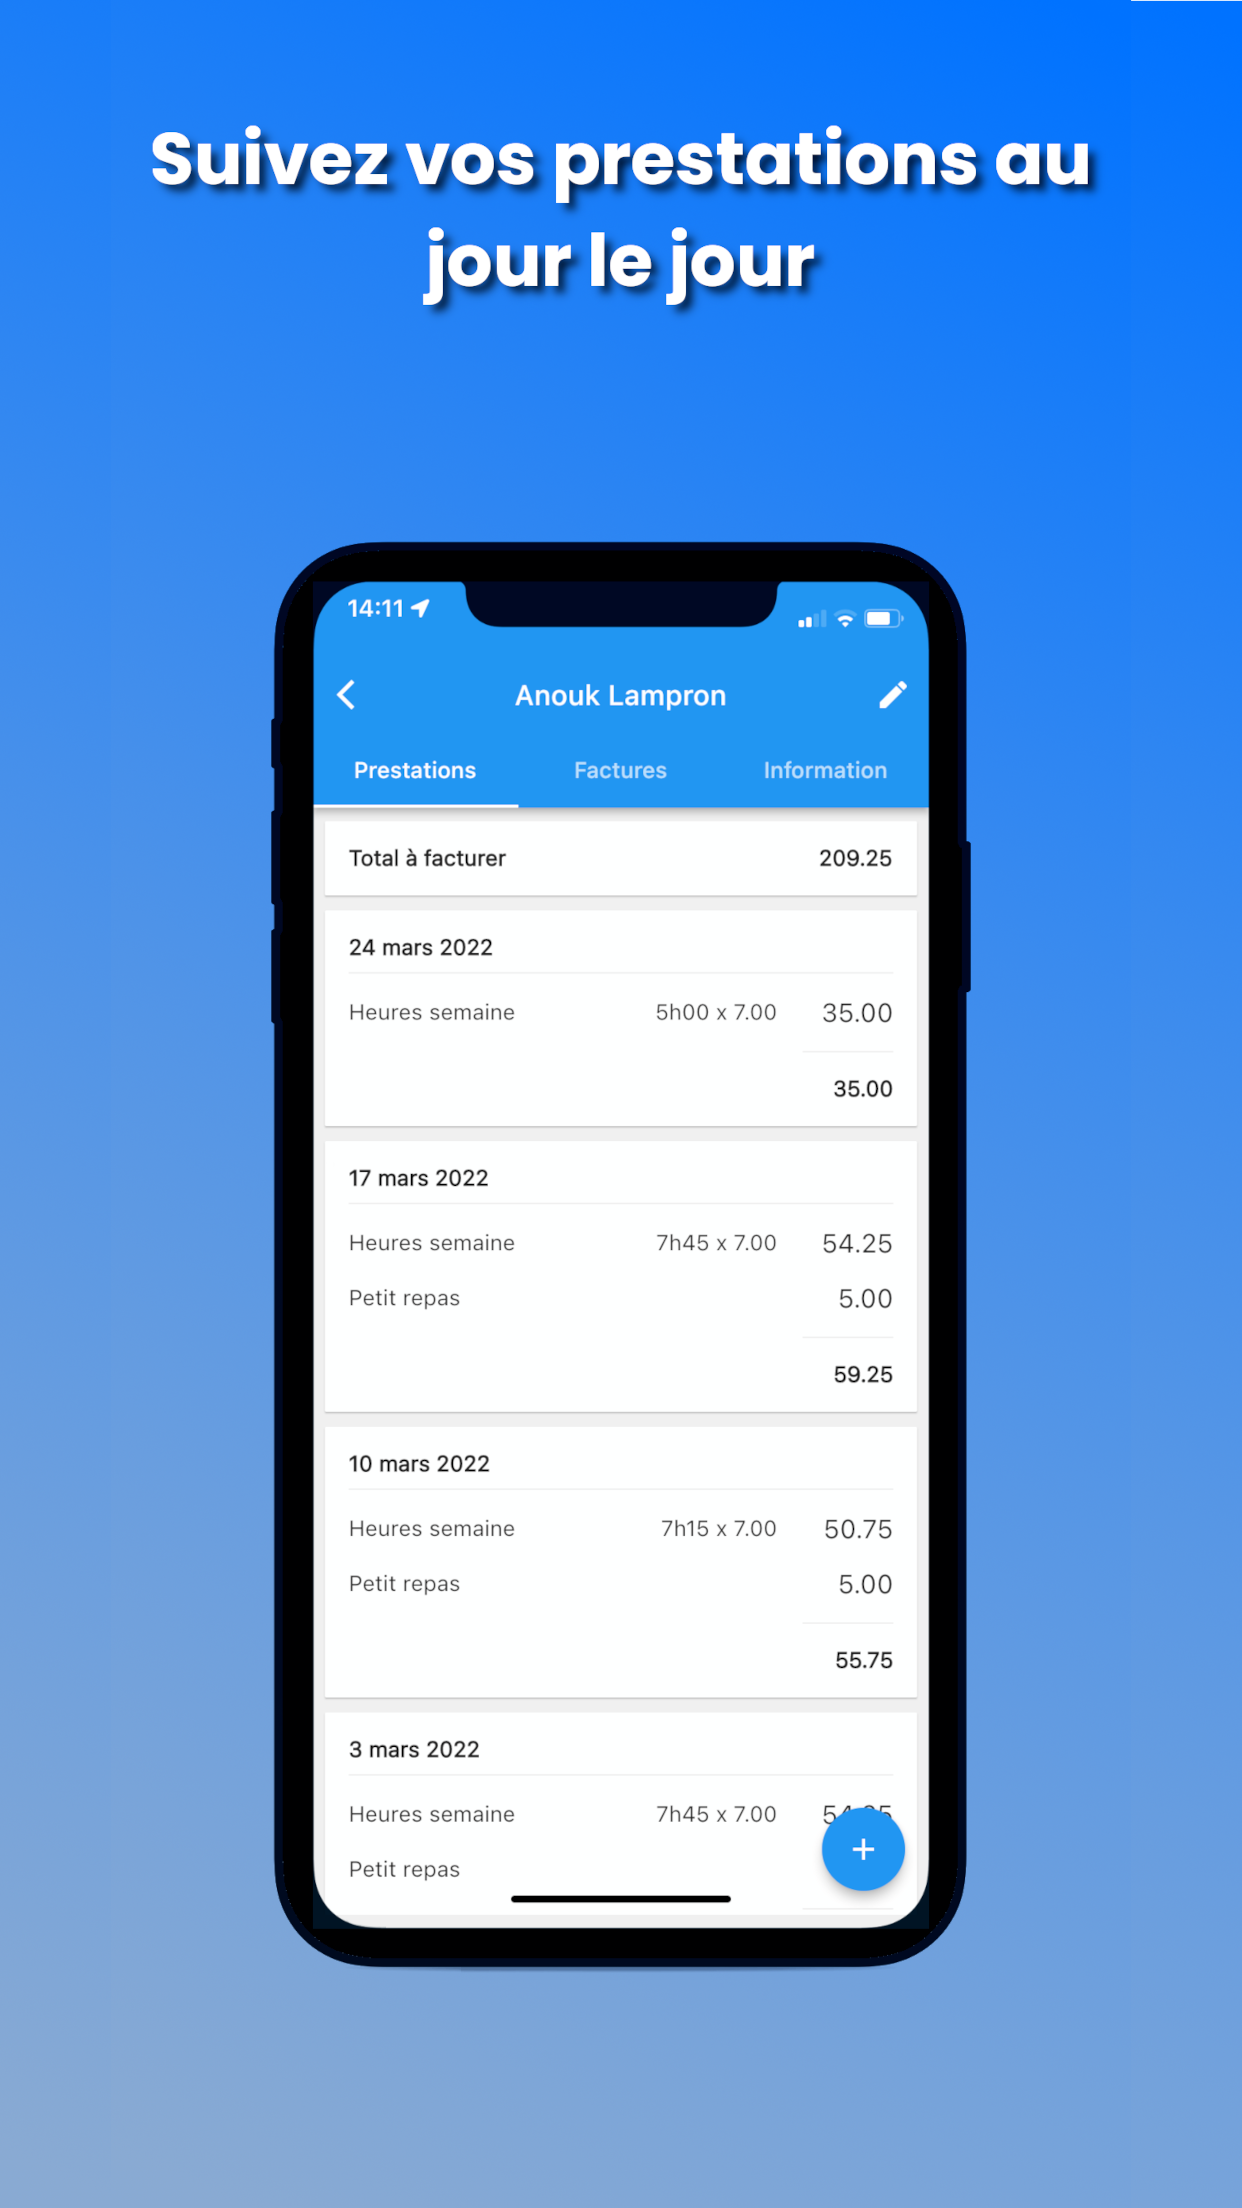 Suivez vos prestations au
jour le jour
14:11
Anouk Lampron
Prestations Factures Information
Total à facturer 209.25
24 mars 2022
Heures semaine 5h00 x 7.00 35.00
35.00
17 mars 2022
Heures semaine 7h45 x 7.00 54.25
Petit repas 5.00
59.25
10 mars 2022
Heures semaine 7h15 x 7.00 50.75
Petit repas 5.00
55.75
3 mars 2022
Heures semaine 7h45 x 7.00
Petit repas
+